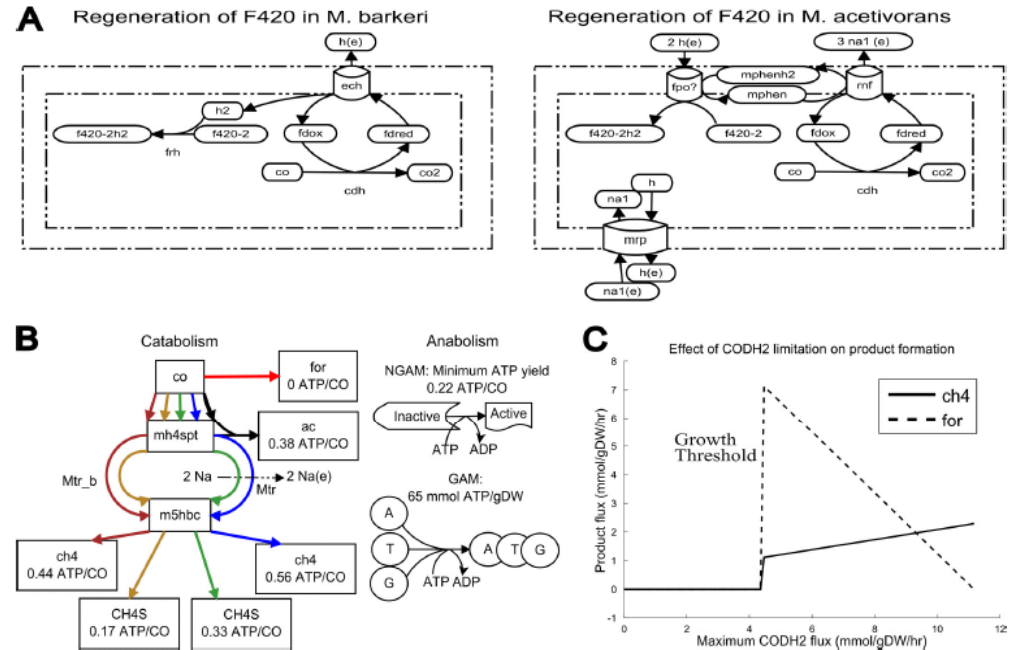 A
Regeneration of F420 in M. barkeri
h(e)
ech
h2
f420-2h2
f420-2
frh
fdox
fdred
co
co2
cdh
Regeneration of F420 in M. acetivorans
2 h(e)
3 na1 (e)
mphenh2
fpo?
mphen
rnf
f420-2h2
f420-2
fdox
fdred
co
co2
cdh
h
na1
mrp
h(e)
na1(e)
B
Catabolism
co
for
0 ATP/CO
mh4spt
ac
0.38 ATP/CO
Mtr_b
2 Na
2 Na(e)
Mtr
m5hbc
ch4
0.44 ATP/CO
ch4
0.56 ATP/CO
CH4S
0.17 ATP/CO
CH4S
0.33 ATP/CO
Anabolism
NGAM: Minimum ATP yield
0.22 ATP/CO
Inactive
Active
ATP
ADP
GAM:
65 mmol ATP/gDW
A
T
G
A
T
G
ATP ADP
C
Effect of CODH2 limitation on product formation
ch4
for
Growth
Threshold
Product flux (mmol/gDW/hr)
8
7
6
5
4
3
2
1
0
-1
0
2
4
6
8
10
12
Maximum CODH2 flux (mmol/gDW/hr)